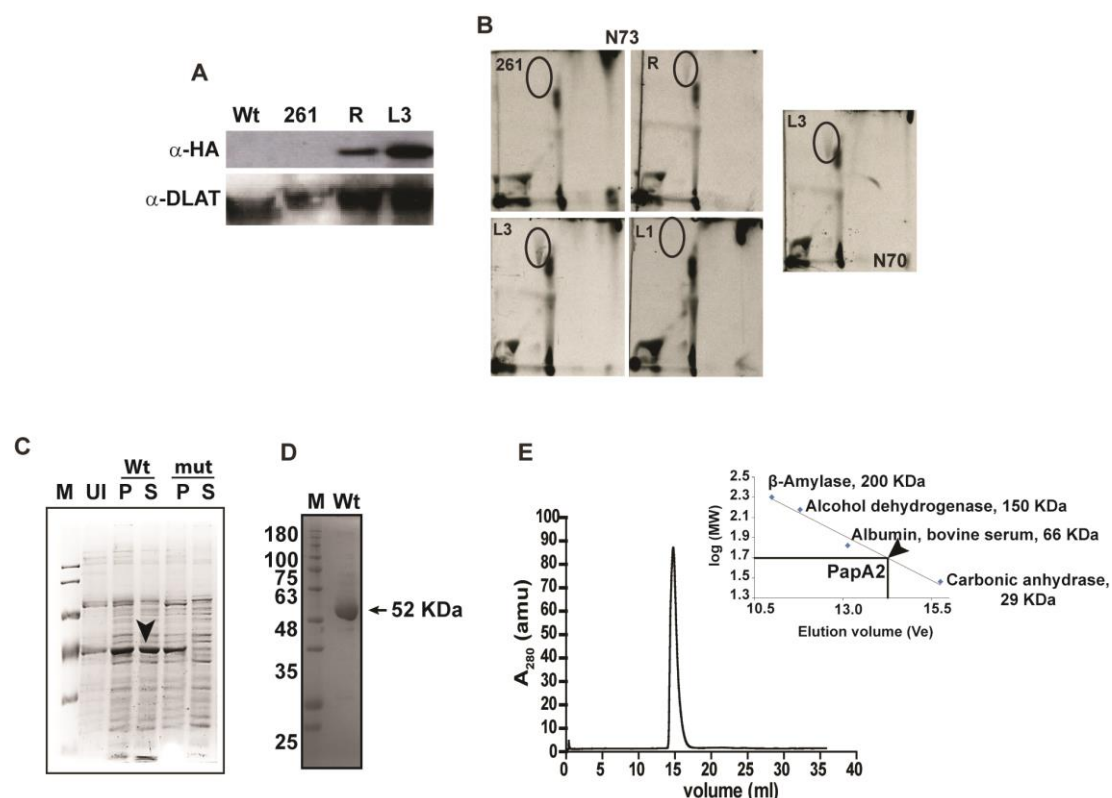 A
Wt 261 R L3
α-HA
α-DLAT
B
N73
261
R
L3
L1
L3
N70
C
Wt mut
M UI P S P S
D
M Wt
180
100
75
63
48
35
25
52 KDa
E
100
90
80
70
60
50
40
30
20
10
0
A280 (amu)
0 5 10 15 20 25 30 35 40
volume (ml)
2.5
2.3
2.1
1.9
1.7
1.5
1.3
log (MW)
β-Amylase, 200 KDa
Alcohol dehydrogenase, 150 KDa
Albumin, bovine serum, 66 KDa
PapA2
Carbonic anhydrase,
29 KDa
10.5 13.0 15.5
Elution volume (Ve)